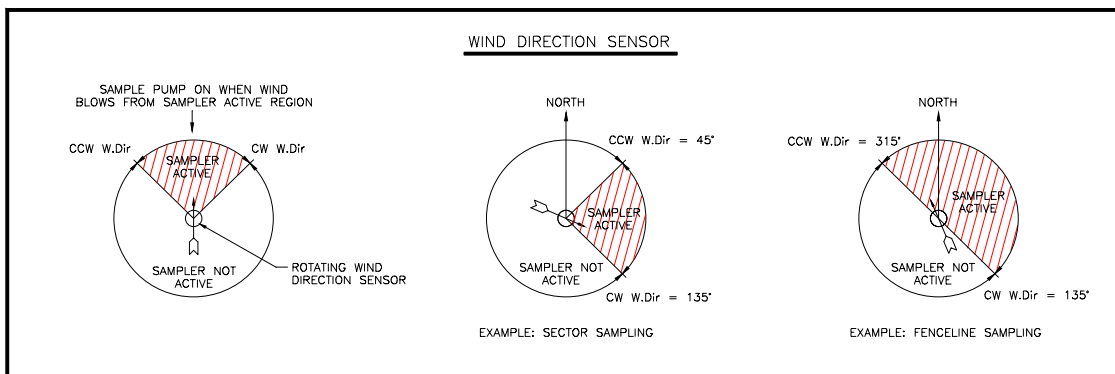 WIND DIRECTION SENSOR
SAMPLE PUMP ON WHEN WIND
BLOWS FROM SAMPLER ACTIVE REGION
CCW W.Dir
CW W.Dir
SAMPLER
ACTIVE
SAMPLER NOT
ACTIVE
ROTATING WIND
DIRECTION SENSOR
NORTH
CCW W.Dir = 45°
SAMPLER
ACTIVE
SAMPLER NOT
ACTIVE
CW W.Dir = 135°
EXAMPLE: SECTOR SAMPLING
NORTH
CCW W.Dir = 315°
SAMPLER
ACTIVE
SAMPLER NOT
ACTIVE
CW W.Dir = 135°
EXAMPLE: FENCELINE SAMPLING